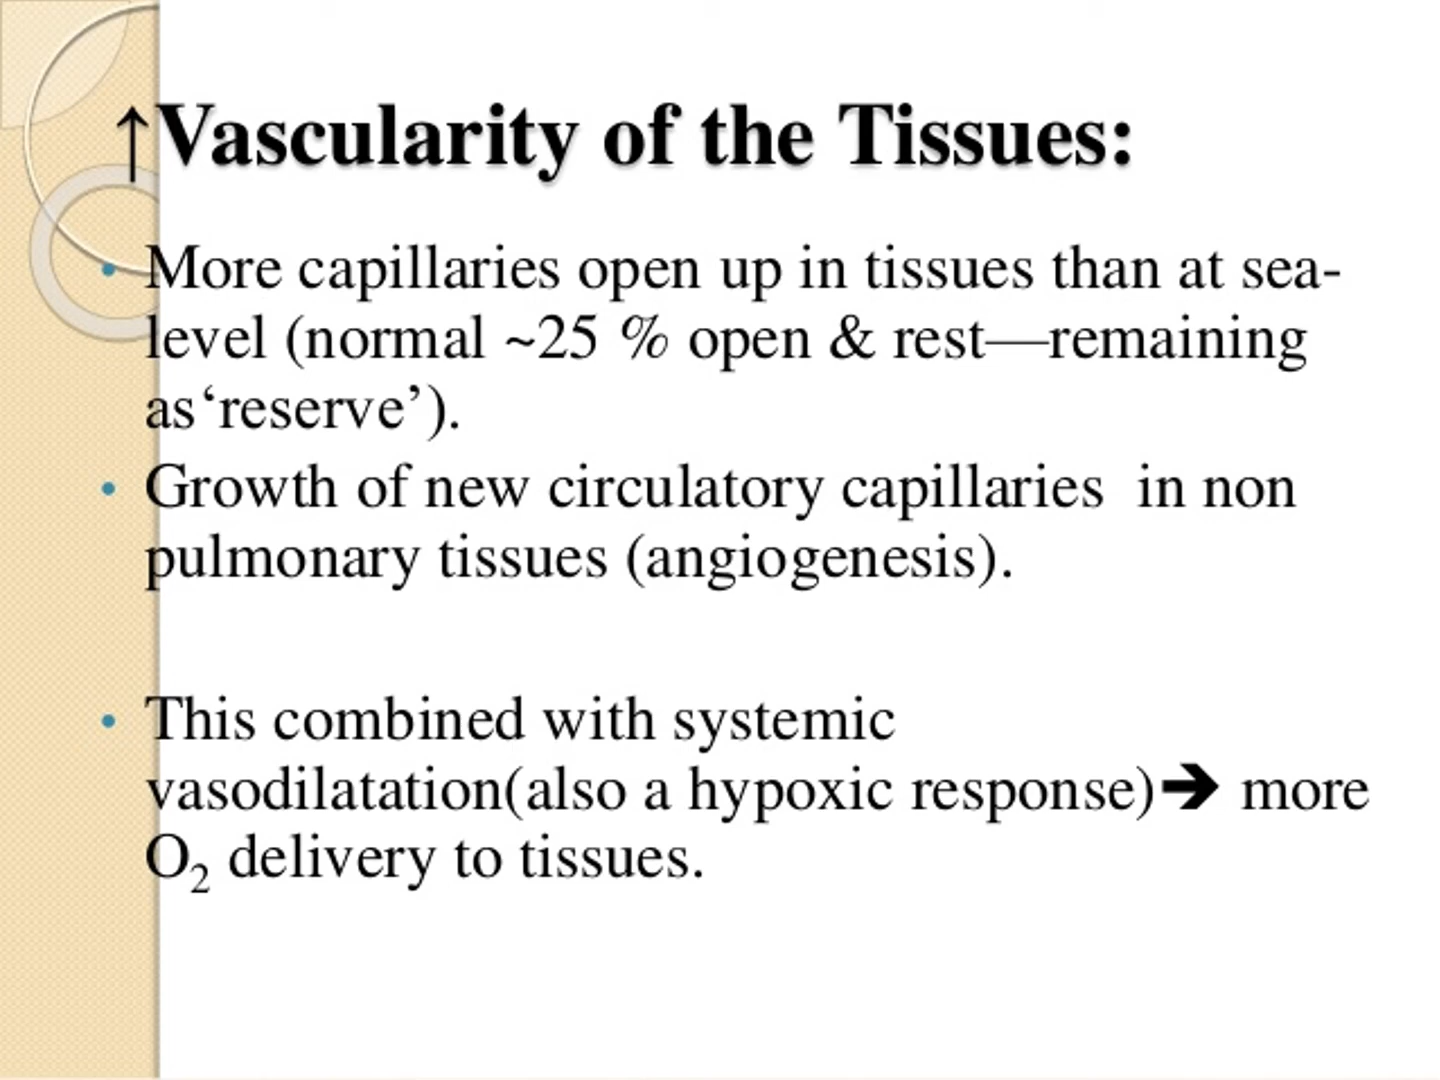 ↑Vascularity of the Tissues:
• More capillaries open up in tissues than at sea-
level (normal ~25 % open & rest—remaining
as‘reserve’).
• Growth of new circulatory capillaries  in non
pulmonary tissues (angiogenesis).
• This combined with systemic
vasodilatation(also a hypoxic response)➔ more
O₂ delivery to tissues.